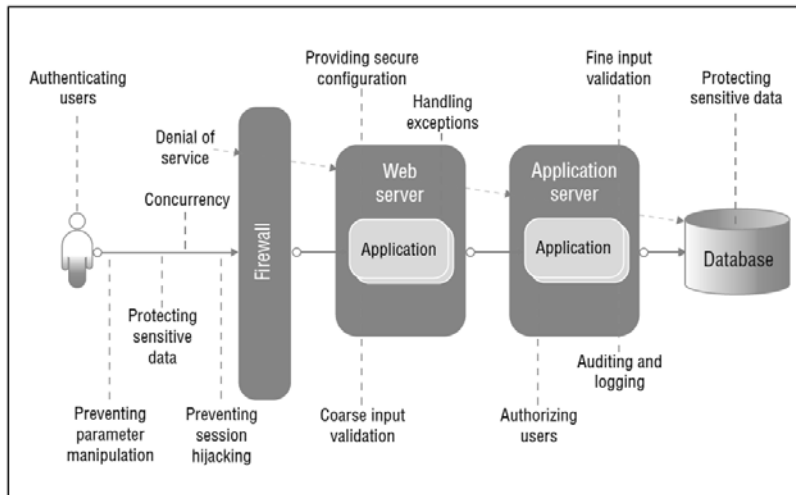 Authenticating
users
Providing secure
configuration
Handling
exceptions
Fine input
validation
Protecting
sensitive data
Denial of
service
Concurrency
Firewall
Web
server
Application
Application
server
Application
Database
Protecting
sensitive
data
Preventing
parameter
manipulation
Preventing
session
hijacking
Coarse input
validation
Authorizing
users
Auditing and
logging